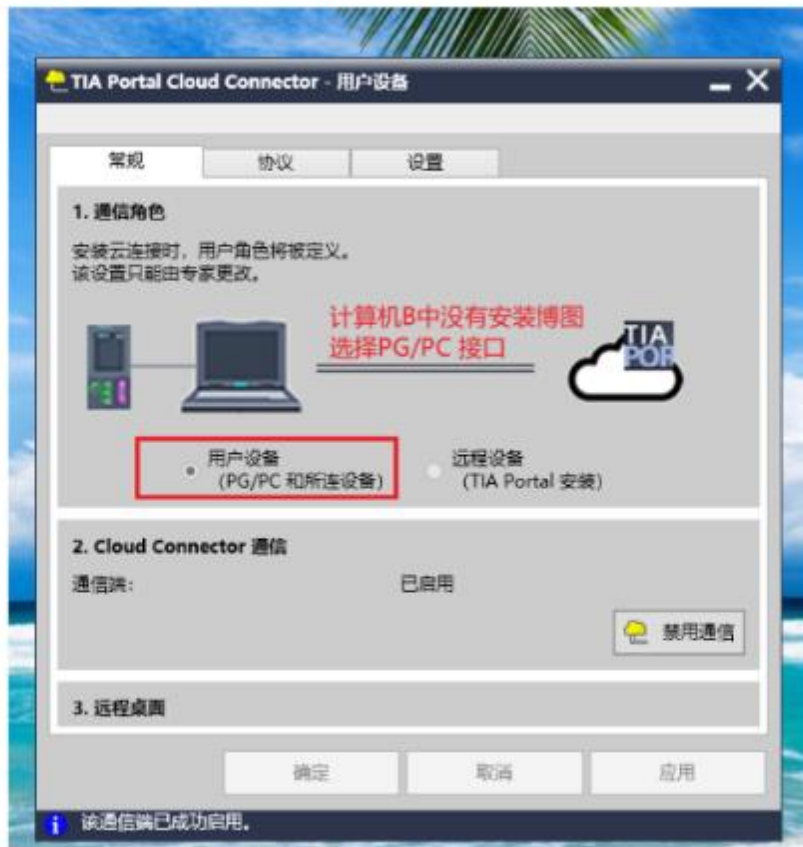 TIA Portal Cloud Connector - 用户设备
常规
协议
设置
1. 通信角色
安装云连接时，用户角色将被定义。
该设置只能由专家更改。
计算机B中没有安装博图
选择PG/PC 接口
TIA
POR
用户设备
(PG/PC 和所连设备)
远程设备
(TIA Portal 安装)
2. Cloud Connector 通信
通信端:
已启用
禁用通信
3. 远程桌面
确定
取消
应用
该通信端已成功启用。